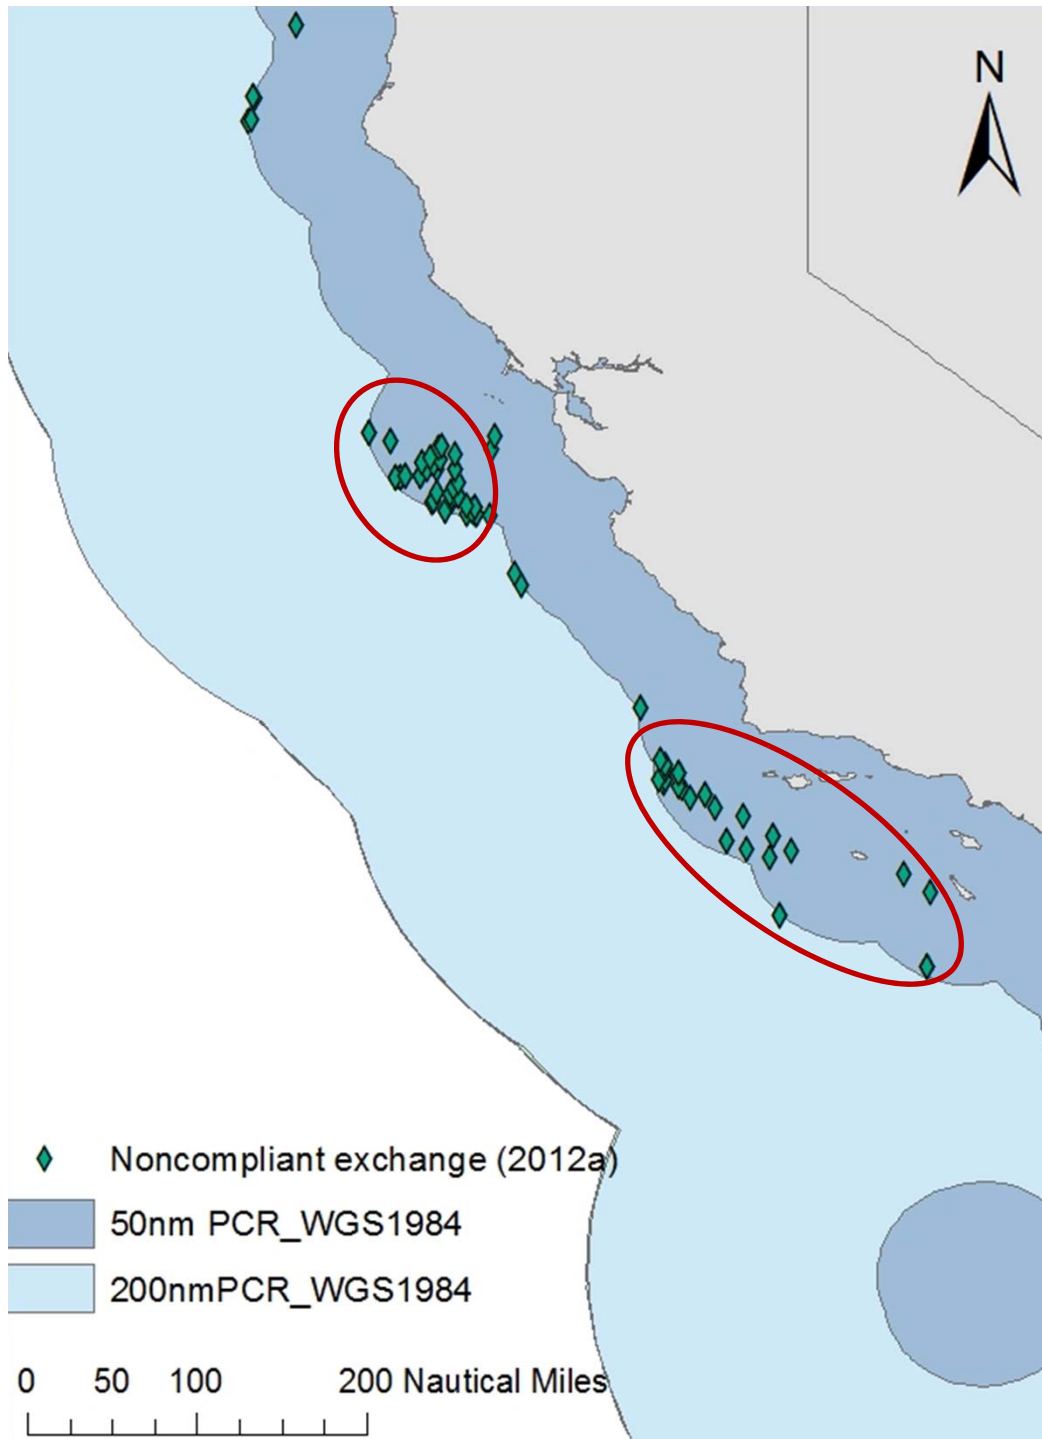 N
Noncompliant exchange (2012a)
50nm PCR_WGS1984
200nmPCR_WGS1984
0 50 100 200 Nautical Miles